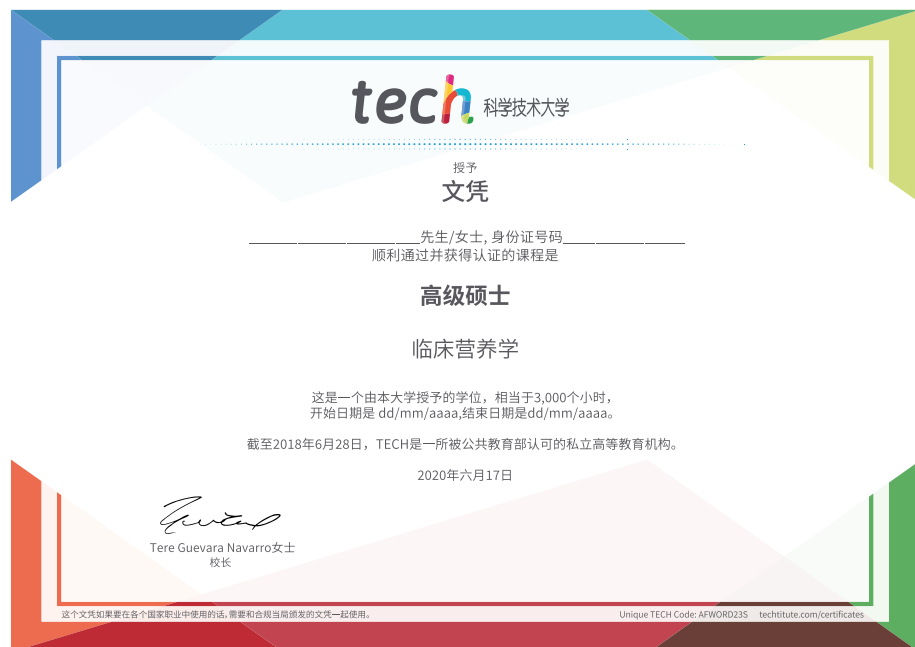 tech 科学技术大学
授予
文凭
先生/女士, 身份证号码
顺利通过并获得认证的课程是
高级硕士
临床营养学
这是一个由本大学授予的学位，相当于3,000个小时，
开始日期是 dd/mm/aaaa,结束日期是dd/mm/aaaa。
截至2018年6月28日，TECH是一所被公共教育部认可的私立高等教育机构。
2020年六月17日
Tere Guevara Navarro女士
校长
这个文凭如果要在各个国家职业中使用的话,需要和合规当局颁发的文凭一起使用。
Unique TECH Code: AFWORD23S techtitute.com/certificates